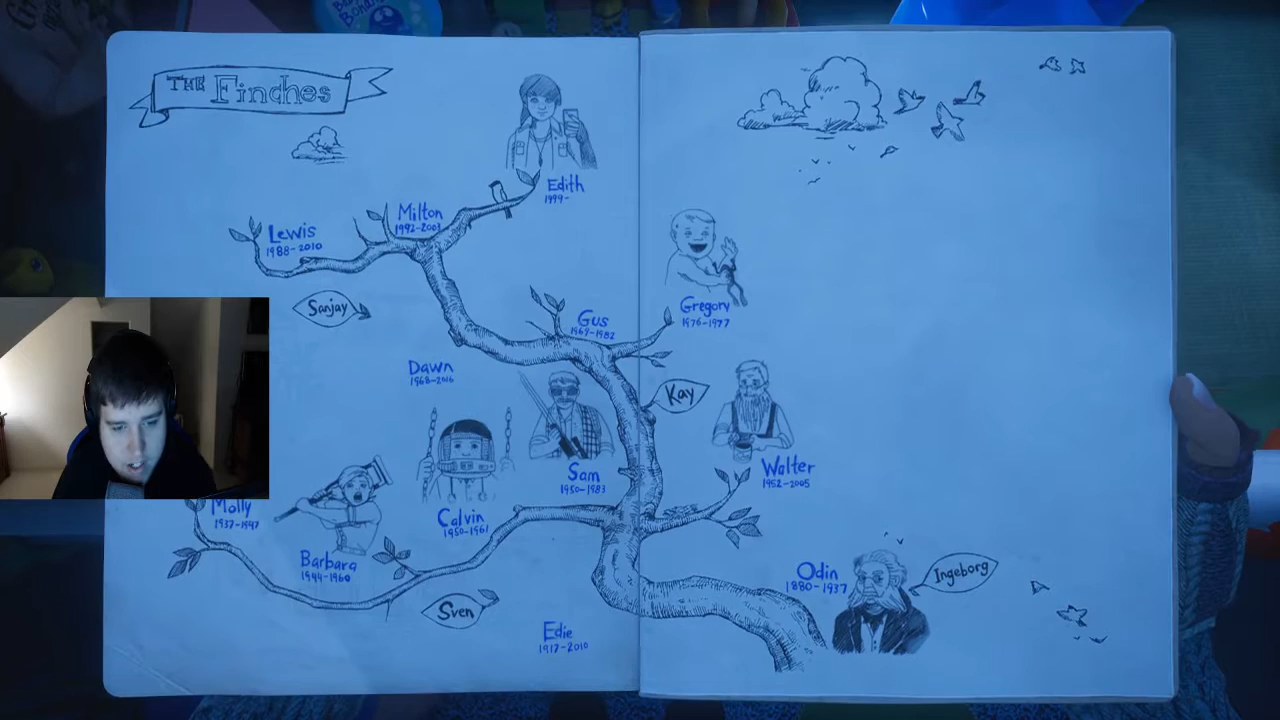 THE Finches
Edith
1999-
Milton
1992-2003
Lewis
1988-2010
Sanjay
Gregory
1976-1977
Gus
1969-1982
Dawn
1968-2016
Kay
Sam
1950-1983
Walter
1952-2005
Calvin
1950-1961
Molly
1937-1947
Barbara
1944-1960
Sven
Odin
1880-1937
Ingeborg
Edie
1917-2010